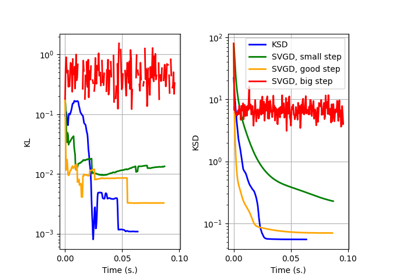 KL
10⁰
10⁻¹
10⁻²
10⁻³
0.00
0.05
0.10
Time (s.)
KSD
10²
10¹
10⁰
10⁻¹
0.00
0.05
0.10
Time (s.)
KSD
SVGD, small step
SVGD, good step
SVGD, big step